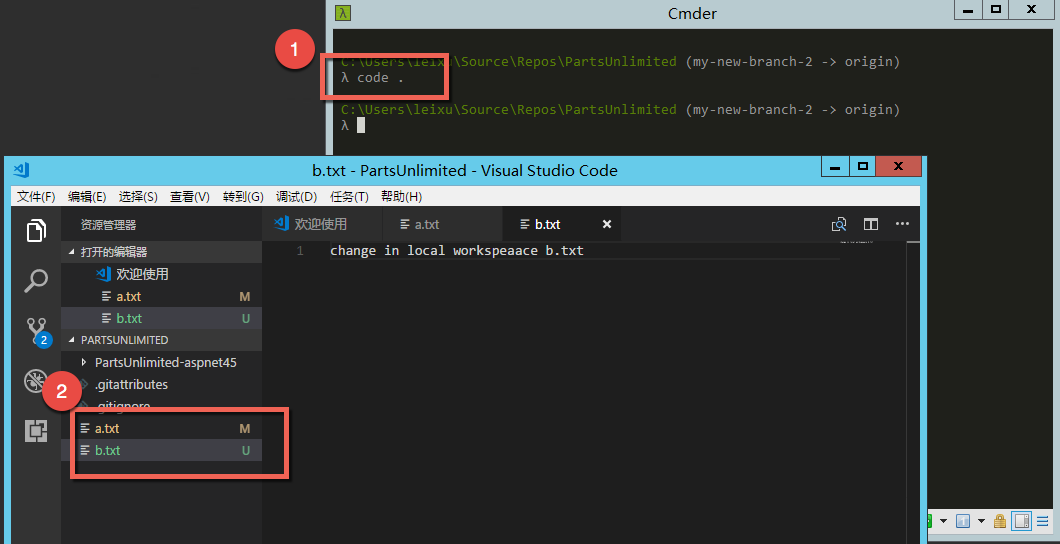 Cmder
1
C:\Users\leixu\Source\Repos\PartsUnlimited (my-new-branch-2 -> origin)
λ code .
C:\Users\leixu\Source\Repos\PartsUnlimited (my-new-branch-2 -> origin)
λ
b.txt - PartsUnlimited - Visual Studio Code
文件(F) 编辑(E) 选择(S) 查看(V) 转到(G) 调试(D) 任务(T) 帮助(H)
资源管理器
欢迎使用 a.txt b.txt
打开的编辑器
1 change in local workspeaace b.txt
欢迎使用
a.txt M
b.txt U
2
PARTSUNLIMITED
PartsUnlimited-aspnet45
2
.gitattributes
.gitignore
a.txt M
b.txt U